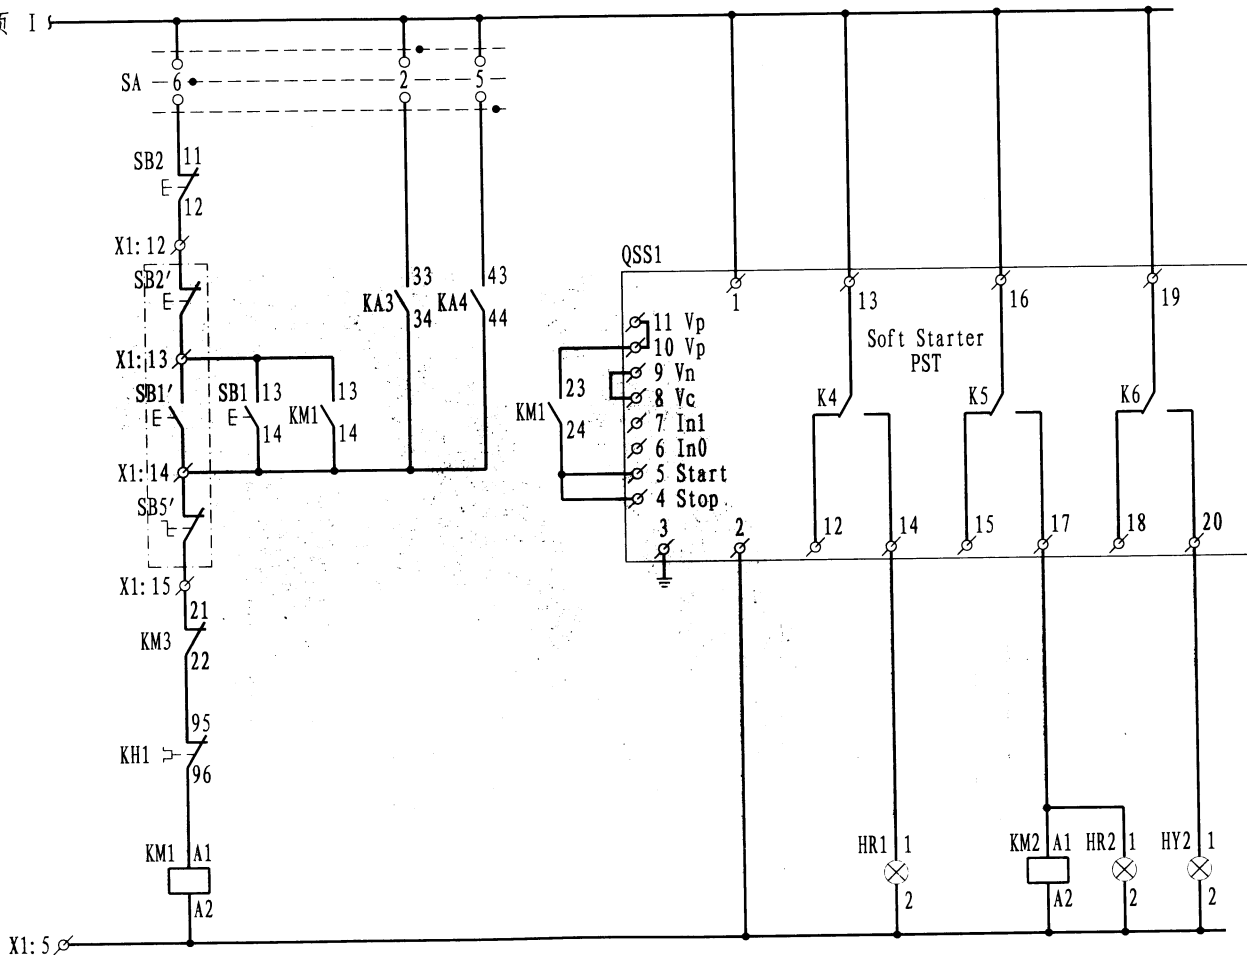 I
SA 6 2 5
SB2 11
12
X1:12
SB2'
X1:13
SB1' SB1 13 KM1 13
14 14
X1:14
SB5'
X1:15
21
KM3
22
95
KH1
96
KM1 A1
A2
X1:5
33
KA3
34
43
KA4
44
QSS1
1 13 16 19
11 Vp
10 Vp
9 Vn
8 Vc
7 In1
6 In0
5 Start
4 Stop
23
KM1
24
Soft Starter
PST
K4 K5 K6
3 2 12 14 15 17 18 20
HR1 1
2
KM2 A1
A2
HR2 1
2
HY2 1
2